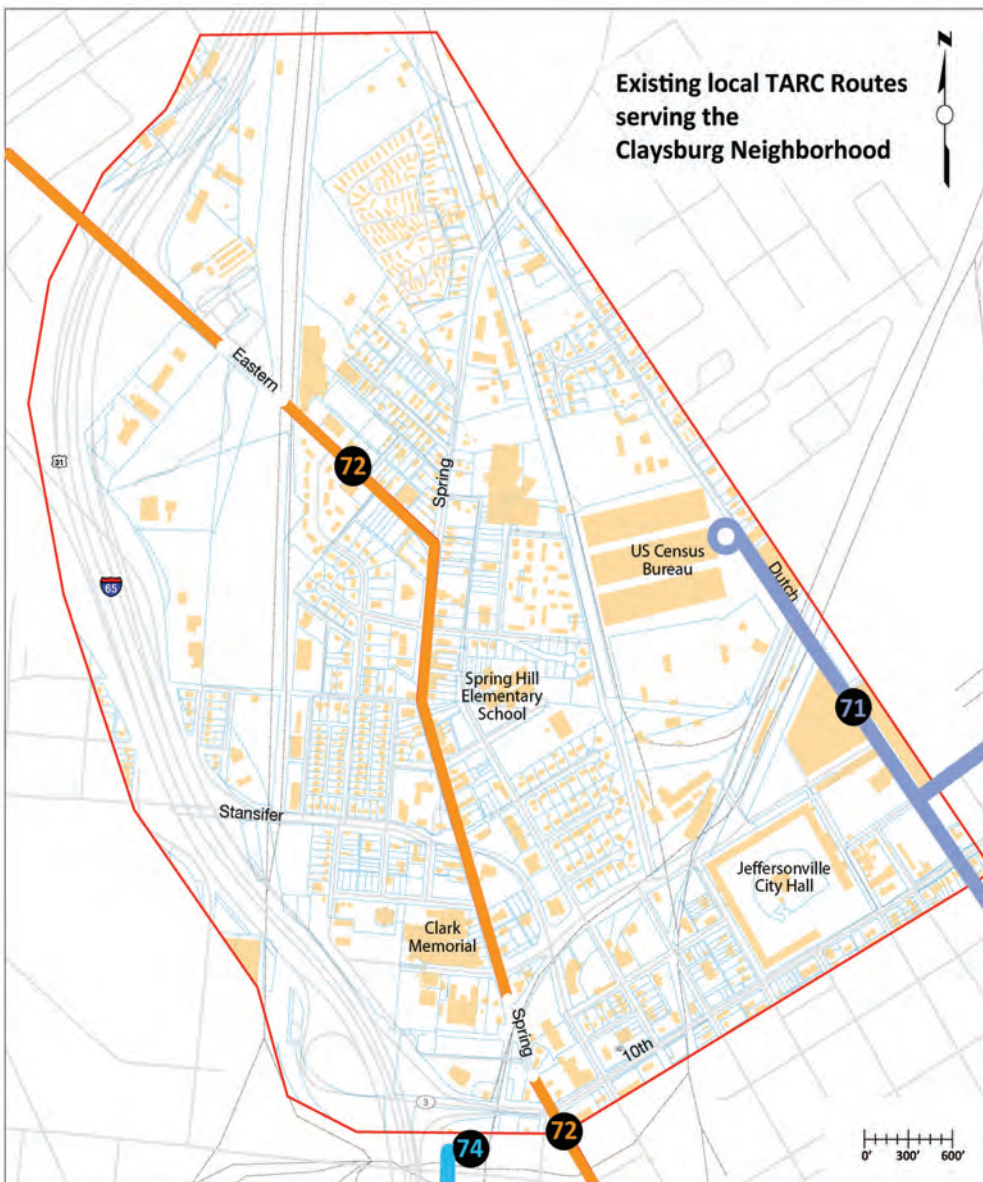 N
Existing local TARC Routes
serving the
Claysburg Neighborhood
Eastern
72
31
Spring
US Census
Bureau
Dutch
65
Spring Hill
Elementary
School
71
Stansifer
Jeffersonville
City Hall
Clark
Memorial
Spring
10th
3
72
74
0' 300' 600'